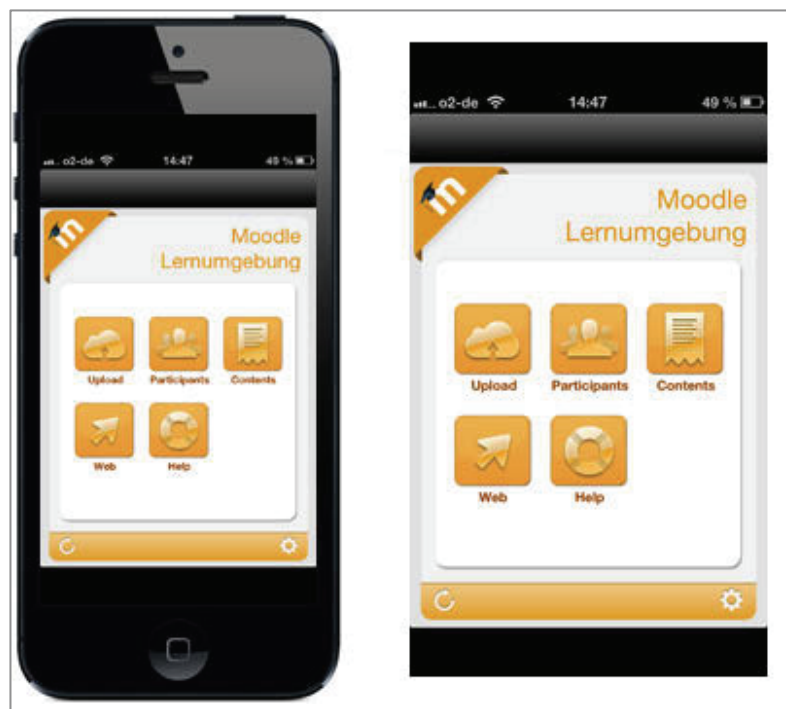 o2-de 14:47 49 %
m
Moodle
Lernumgebung
Upload Participants Contents
Web Help
o2-de 14:47 49 %
m
Moodle
Lernumgebung
Upload Participants Contents
Web Help